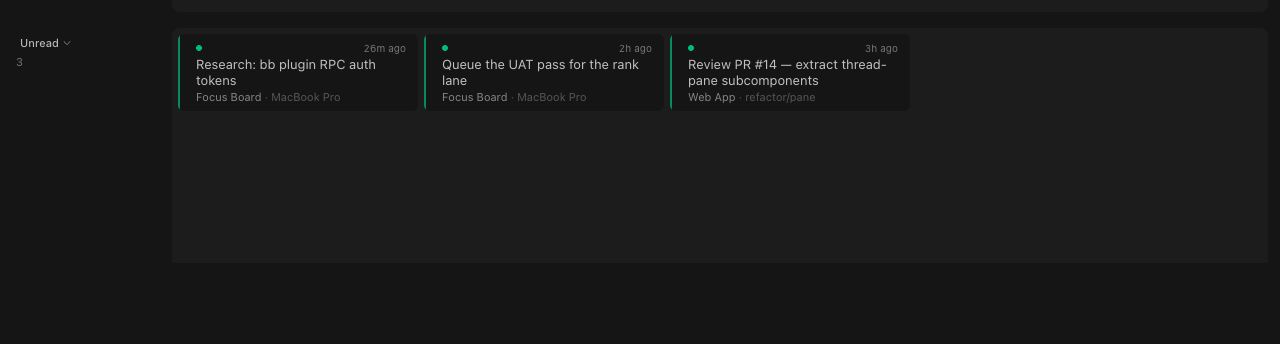 Unread
3
26m ago
Research: bb plugin RPC auth
tokens
Focus Board · MacBook Pro
2h ago
Queue the UAT pass for the rank
lane
Focus Board · MacBook Pro
3h ago
Review PR #14 — extract thread-
pane subcomponents
Web App · refactor/pane